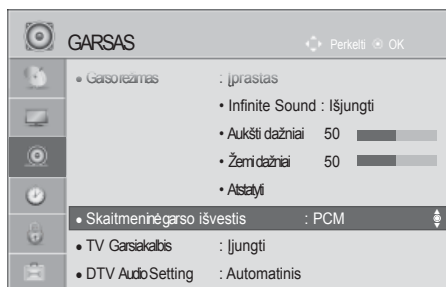 GARSAS Perkelti OK
• Garso režimas : Įprastas
• Infinite Sound : Išjungti
• Aukšti dažniai 50
• Žemi dažniai 50
• Atstatyti
• Skaitmeninė garso išvestis : PCM
• TV Garsiakalbis : Įjungti
• DTV Audio Setting : Automatinis